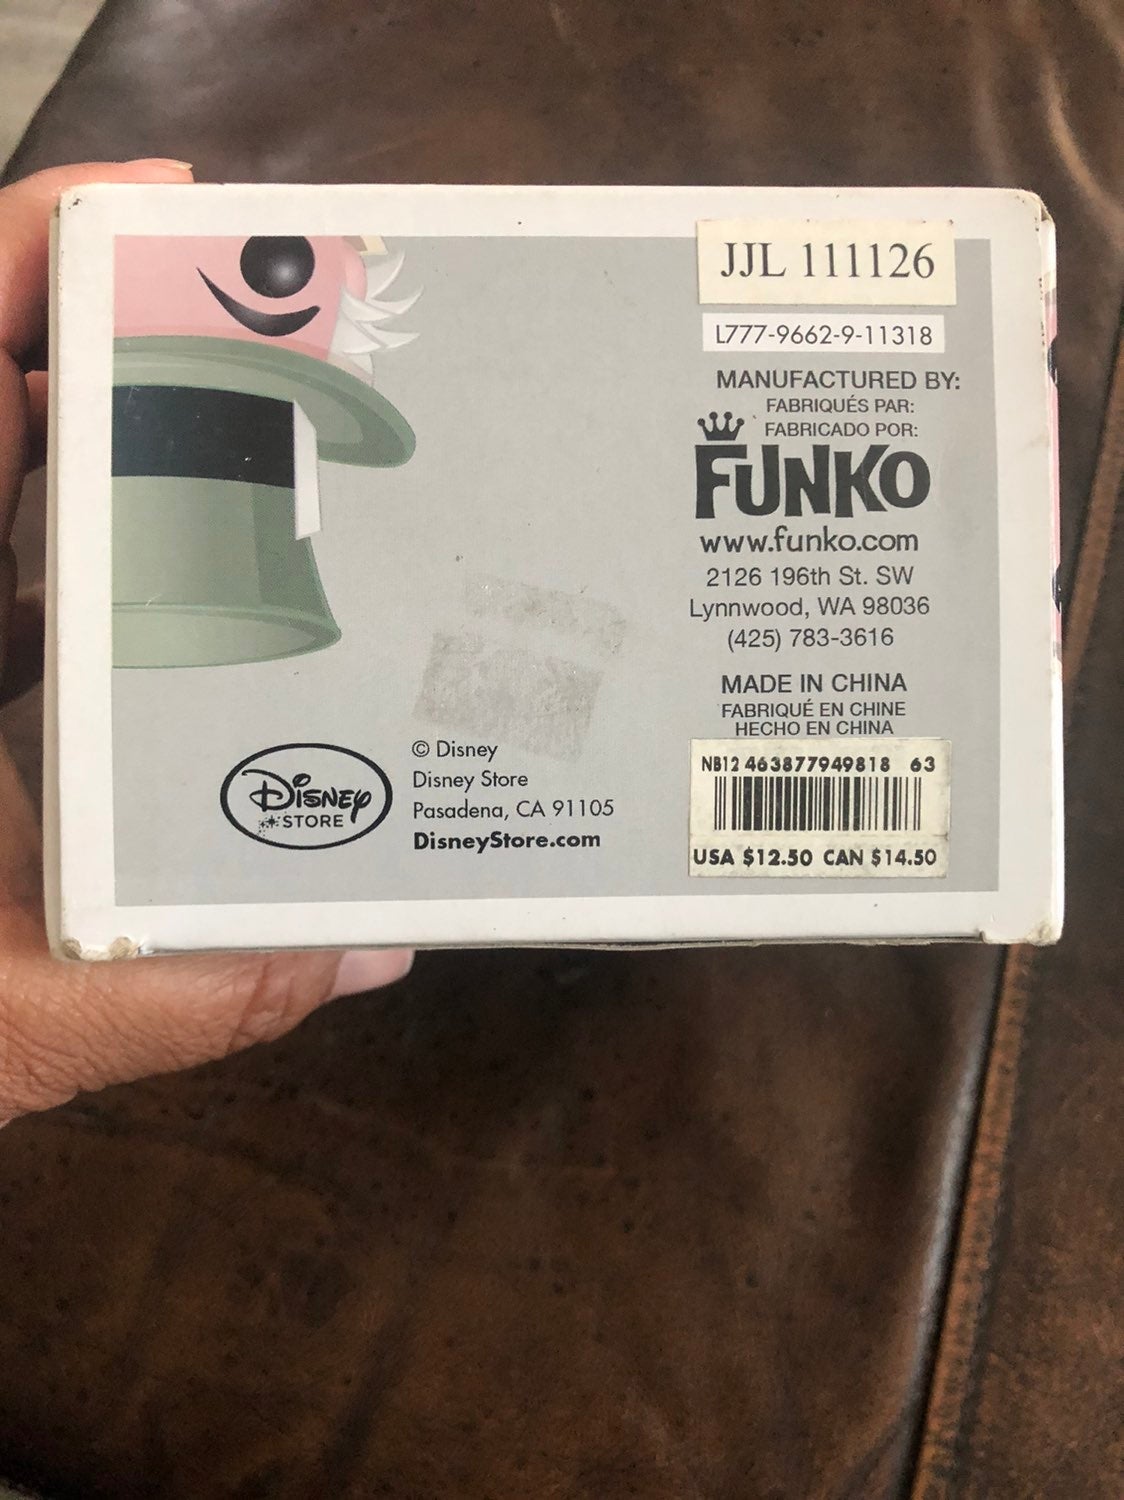 JJL 111126
L777-9662-9-11318
MANUFACTURED BY:
FABRIQUÉS PAR:
FABRICADO POR:
FUNKO
www.funko.com
2126 196th St. SW
Lynnwood, WA 98036
(425) 783-3616
MADE IN CHINA
FABRIQUÉ EN CHINE
HECHO EN CHINA
NB12 463877949818 63
USA $12.50 CAN $14.50
DISNEY
STORE
© Disney
Disney Store
Pasadena, CA 91105
DisneyStore.com